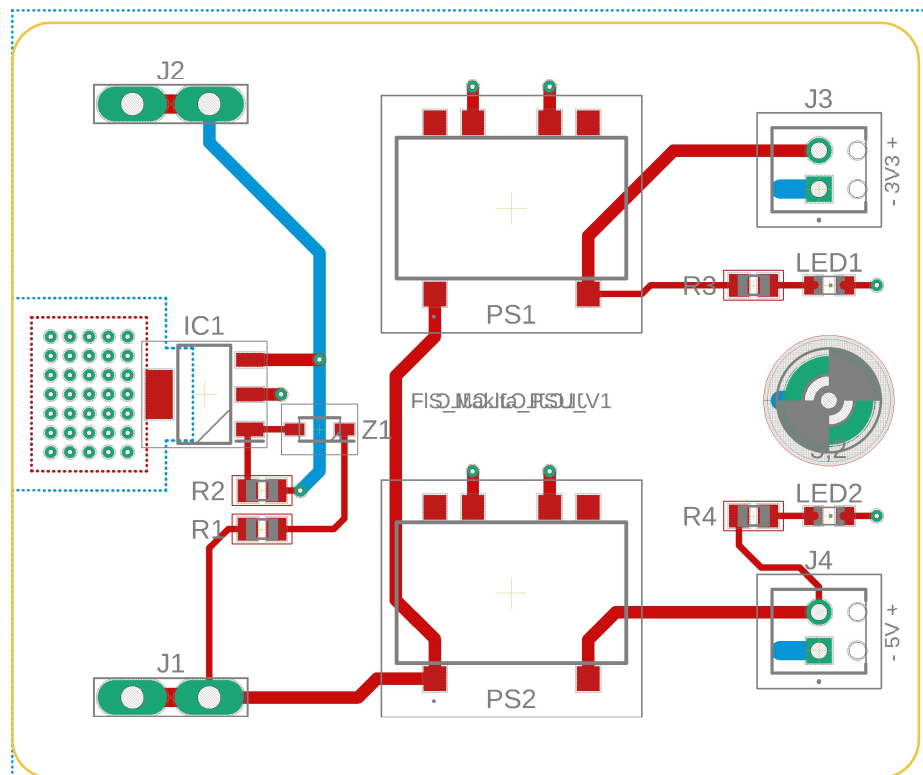 J2
J3
- 3V3 +
R3
LED1
IC1
PS1
Z1
R2
R1
R4
LED2
J4
- 5V +
J1
PS2